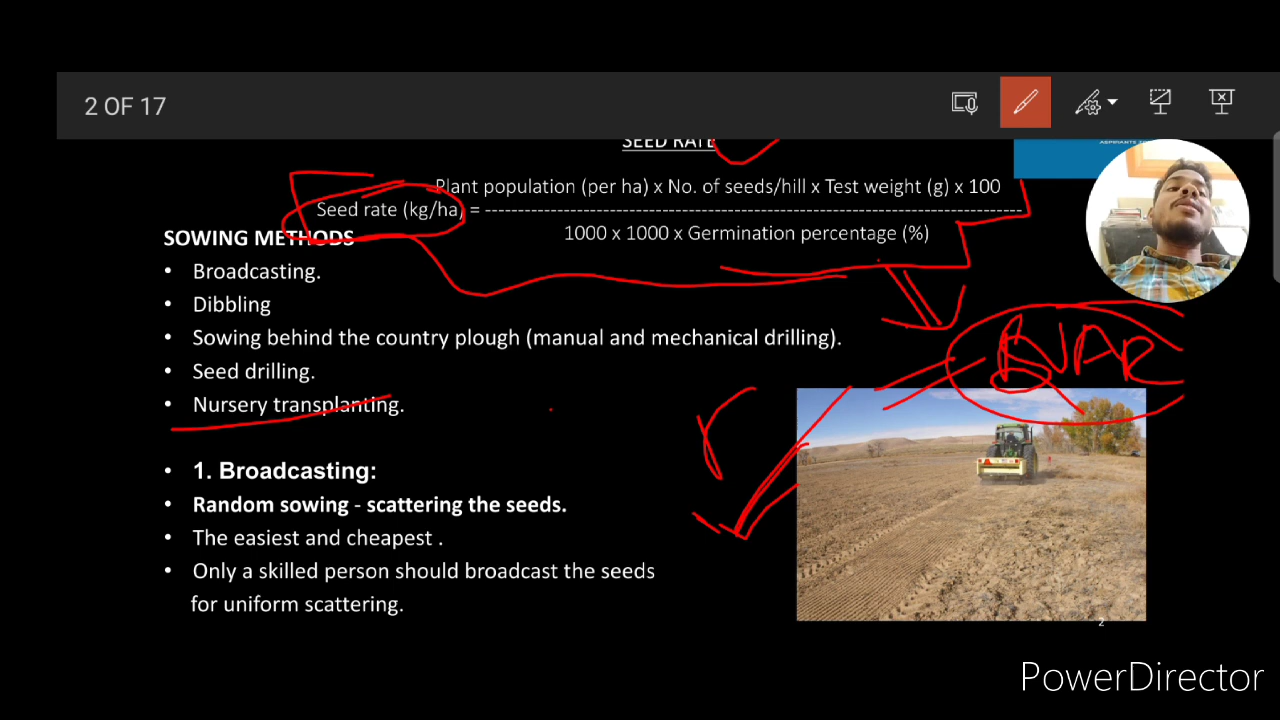 2 OF 17
SEED RATE
Plant population (per ha) x No. of seeds/hill x Test weight (g) x 100
Seed rate (kg/ha) = ------------------------------------------------------------------------------------
1000 x 1000 x Germination percentage (%)
SOWING METHODS
• Broadcasting.
• Dibbling
• Sowing behind the country plough (manual and mechanical drilling).
• Seed drilling.
• Nursery transplanting.
• 1. Broadcasting:
• Random sowing - scattering the seeds.
• The easiest and cheapest .
• Only a skilled person should broadcast the seeds
for uniform scattering.
2
PowerDirector